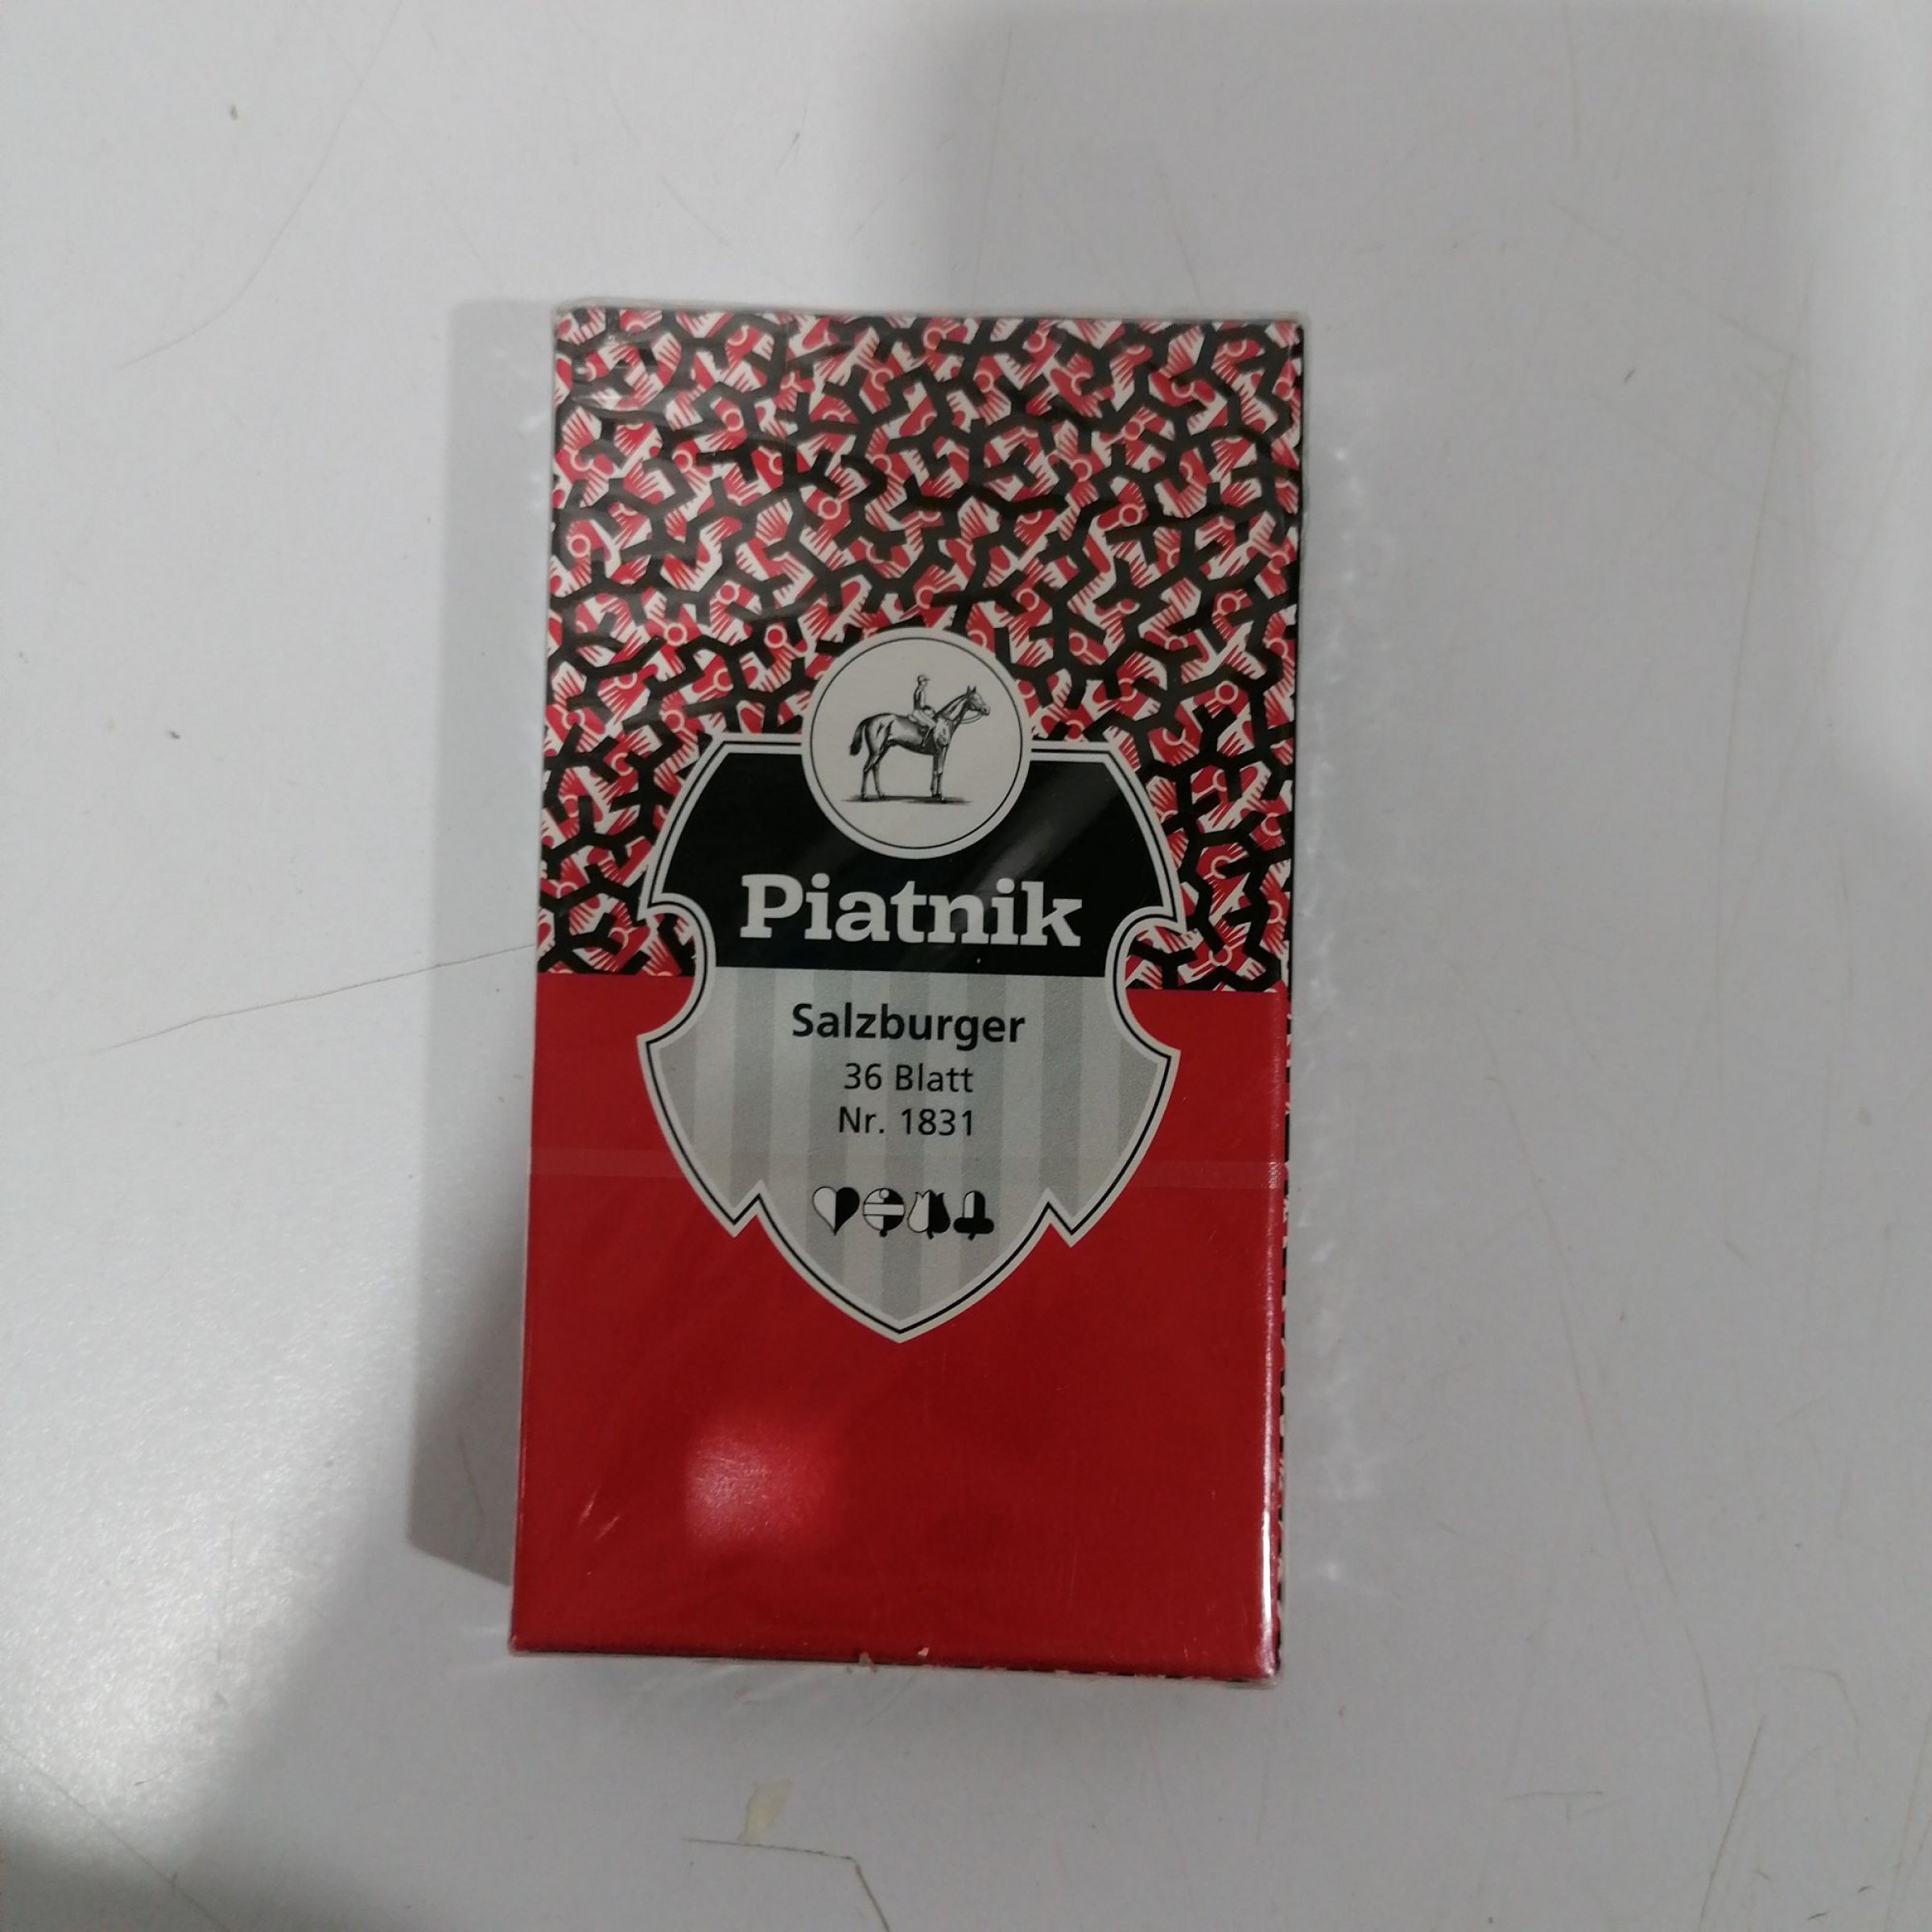 Piatnik
Salzburger
36 Blatt
Nr. 1831